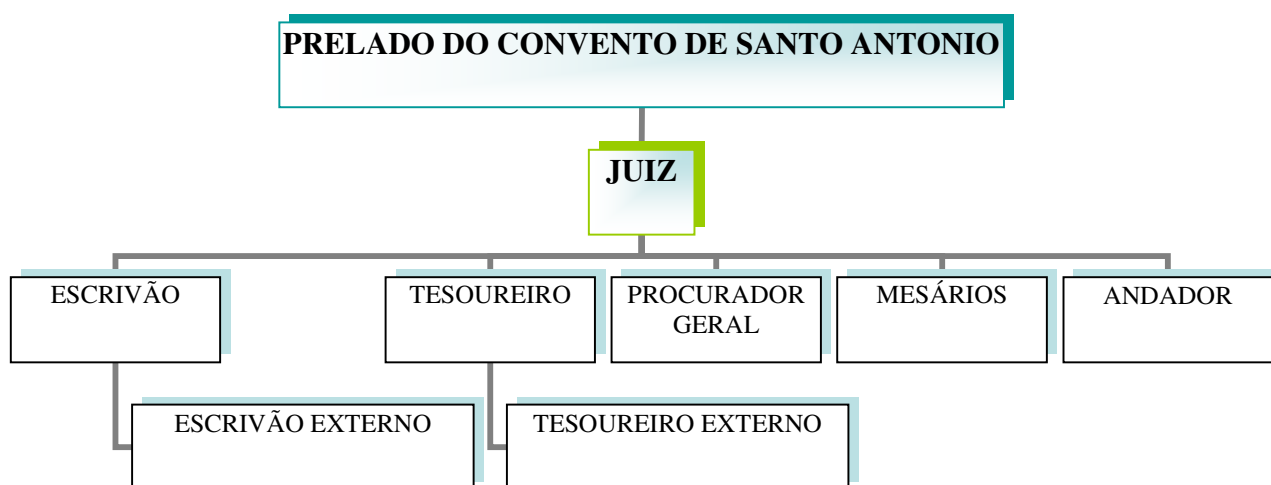 PRELADO DO CONVENTO DE SANTO ANTONIO
JUIZ
ESCRIVÃO
TESOUREIRO
PROCURADOR
GERAL
MESÁRIOS
ANDADOR
ESCRIVÃO EXTERNO
TESOUREIRO EXTERNO